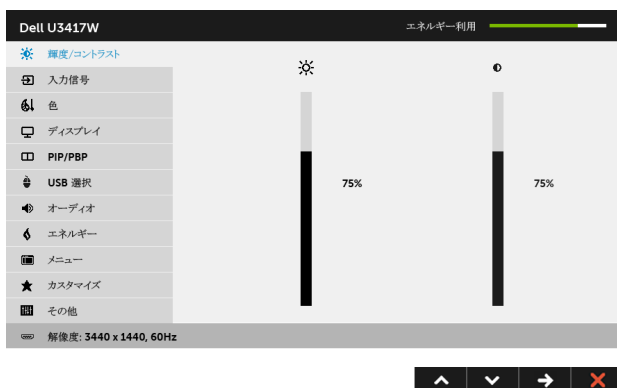 Dell U3417W
エネルギー利用
輝度/コントラスト
入力信号
色
ディスプレイ
PIP/PBP
USB 選択
オーディオ
エネルギー
メニュー
カスタマイズ
その他
75%
75%
解像度: 3440 x 1440, 60Hz